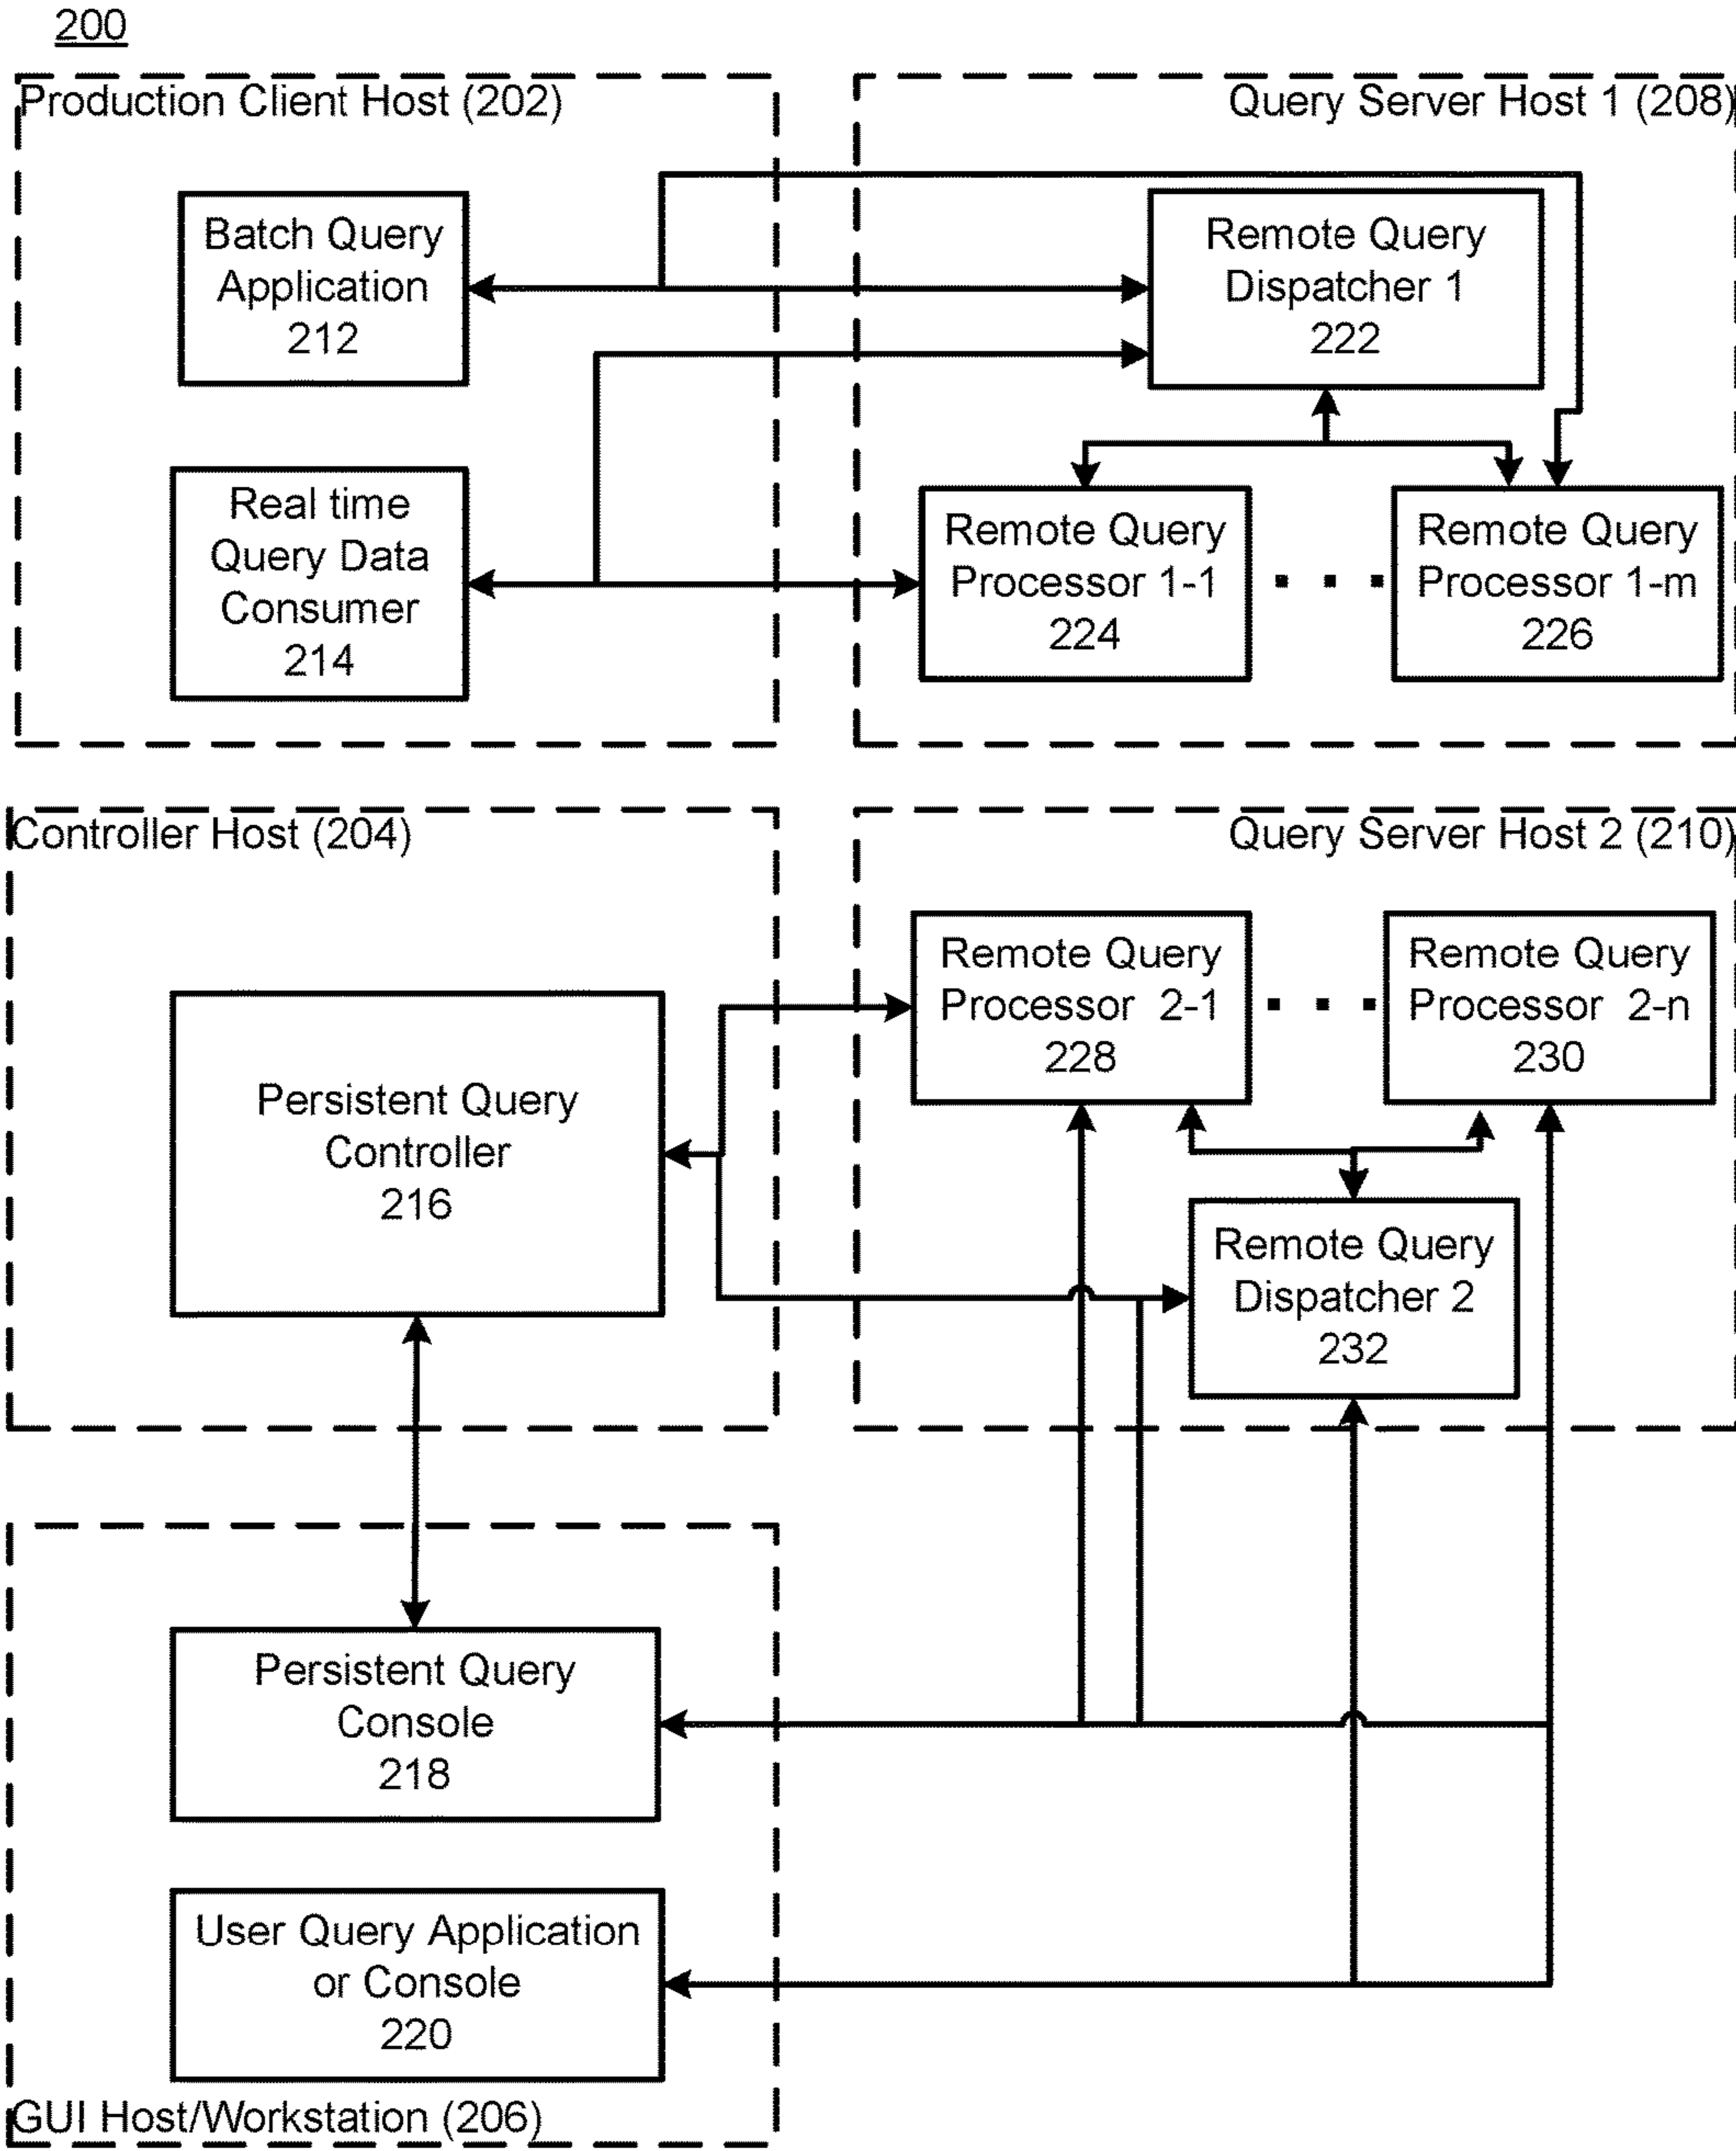 200
Production Client Host (202)
Query Server Host 1 (208)
Batch Query
Application
212
Remote Query
Dispatcher 1
222
Real time
Query Data
Consumer
214
Remote Query
Processor 1-1
224
Remote Query
Processor 1-m
226
Controller Host (204)
Query Server Host 2 (210)
Remote Query
Processor 2-1
228
Remote Query
Processor 2-n
230
Persistent Query
Controller
216
Remote Query
Dispatcher 2
232
Persistent Query
Console
218
User Query Application
or Console
220
GUI Host/Workstation (206)